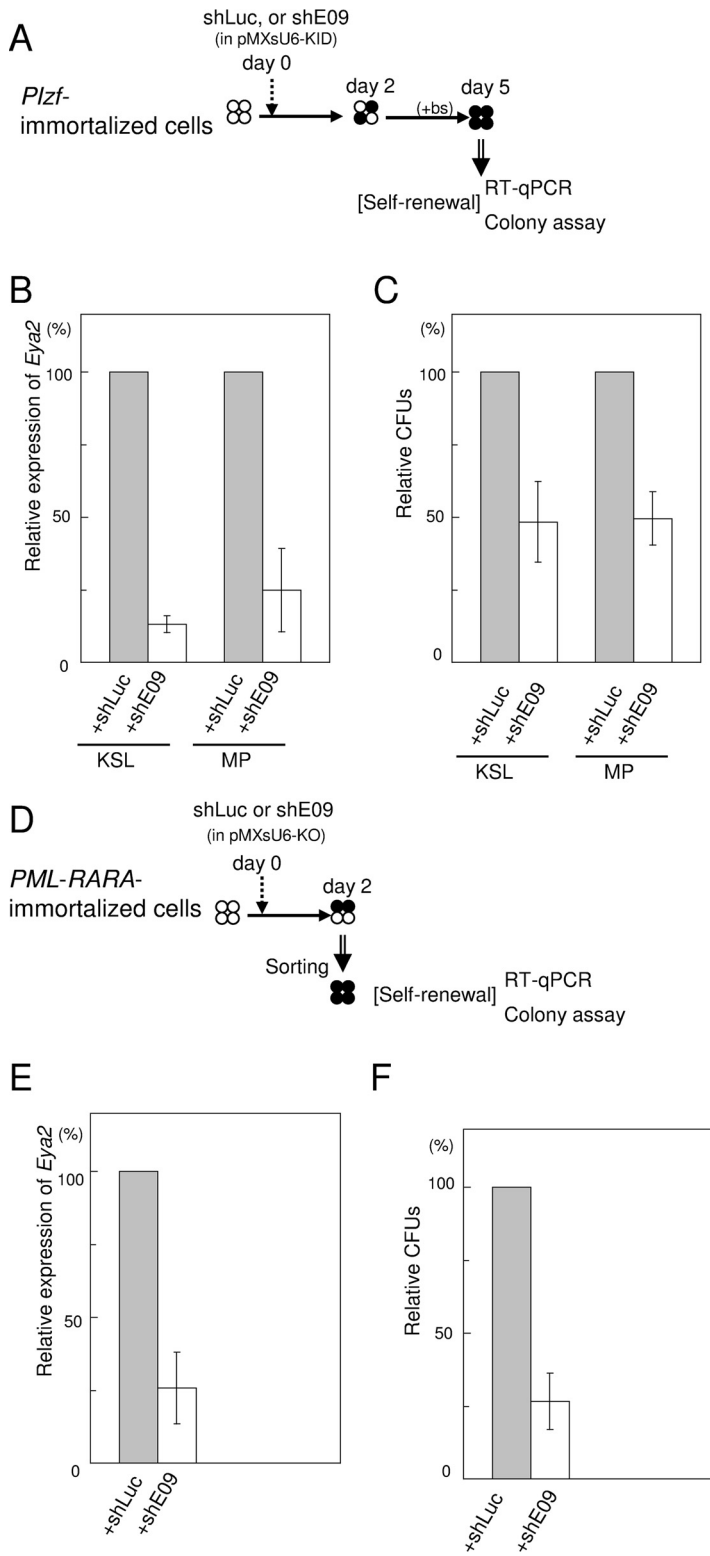 A
shLuc, or shE09
(in pMXsU6-KID)
day 0
day 2
day 5
Plzf-
immortalized cells
(+bs)
[Self-renewal]
RT-qPCR
Colony assay
B
Relative expression of Eya2
(%)
100
50
0
+shLuc
+shE09
+shLuc
+shE09
KSL
MP
C
Relative CFUs
(%)
100
50
0
+shLuc
+shE09
+shLuc
+shE09
KSL
MP
D
shLuc or shE09
(in pMXsU6-KO)
day 0
day 2
PML-RARA-
immortalized cells
Sorting
[Self-renewal]
RT-qPCR
Colony assay
E
Relative expression of Eya2
(%)
100
50
0
+shLuc
+shE09
F
Relative CFUs
(%)
100
50
0
+shLuc
+shE09